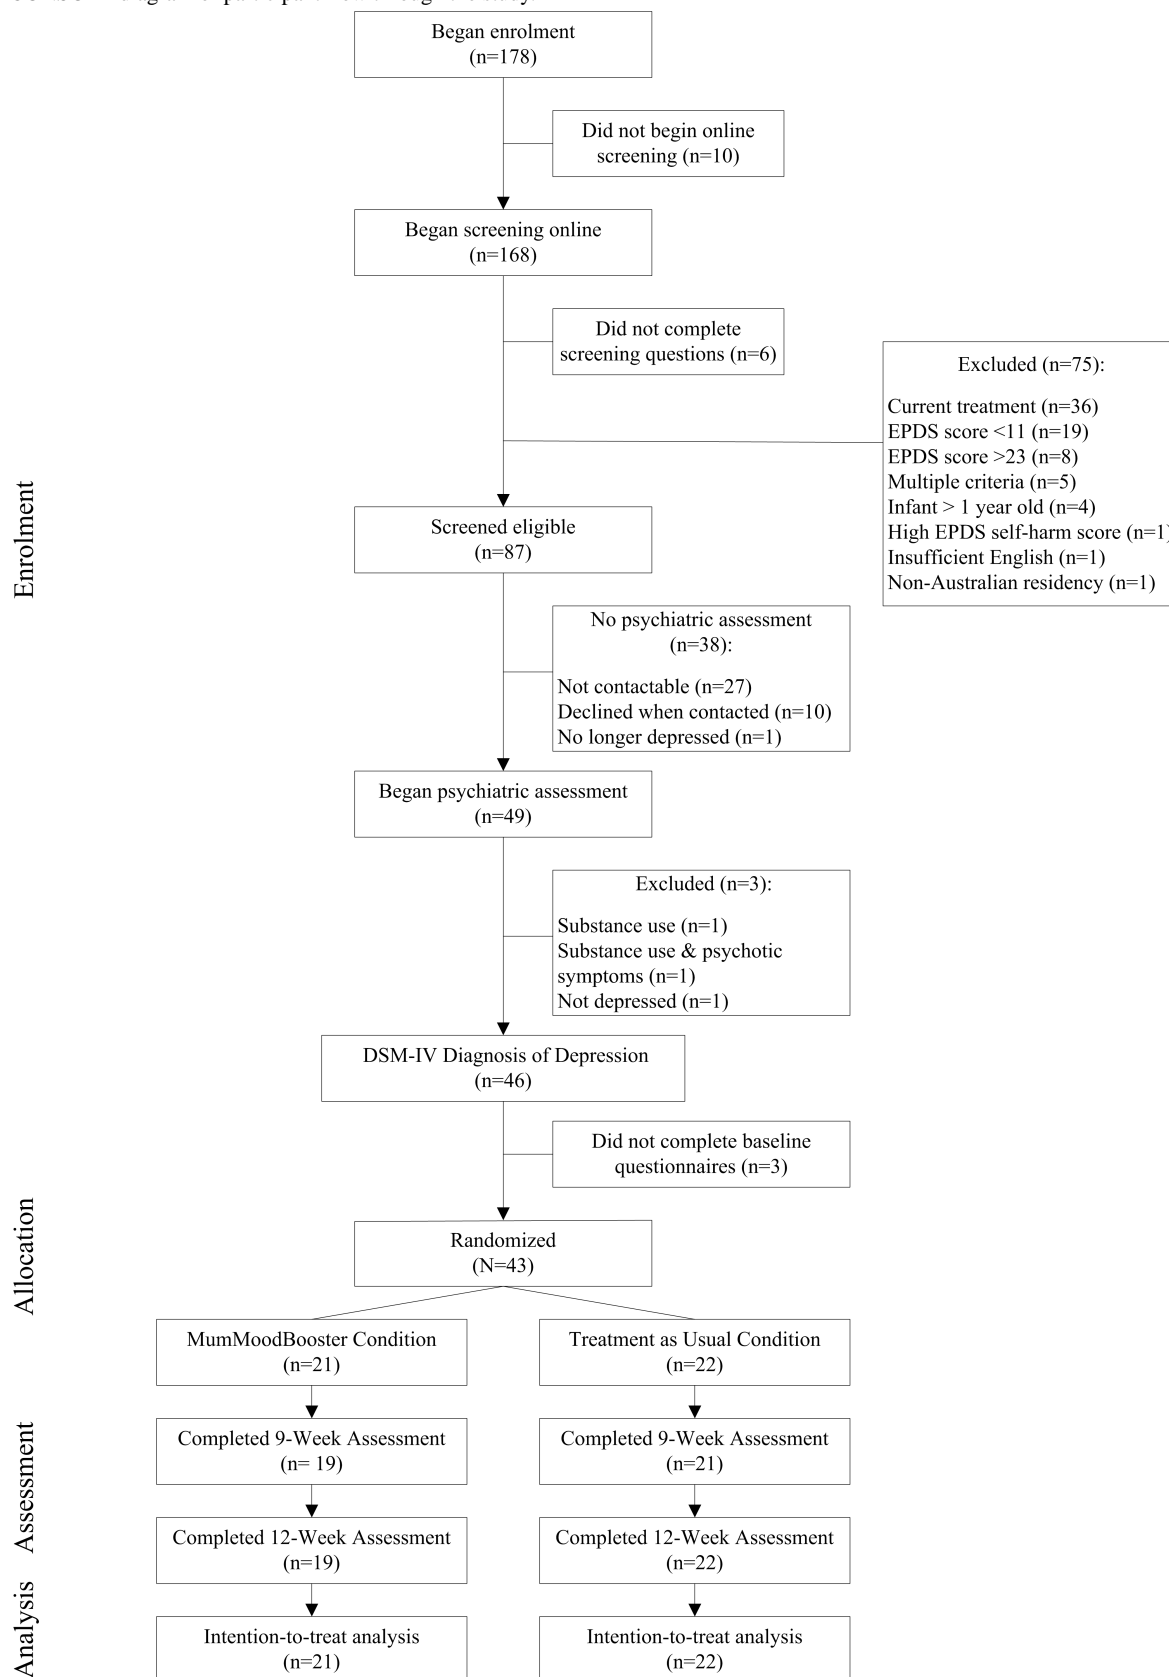 Began enrolment
(n=178)
Did not begin online
screening (n=10)
Began screening online
(n=168)
Did not complete
screening questions (n=6)
Excluded (n=75):
Current treatment (n=36)
EPDS score <11 (n=19)
EPDS score >23 (n=8)
Multiple criteria (n=5)
Infant > 1 year old (n=4)
High EPDS self-harm score (n=1)
Insufficient English (n=1)
Non-Australian residency (n=1)
Enrolment
Screened eligible
(n=87)
No psychiatric assessment
(n=38):
Not contactable (n=27)
Declined when contacted (n=10)
No longer depressed (n=1)
Began psychiatric assessment
(n=49)
Excluded (n=3):
Substance use (n=1)
Substance use & psychotic
symptoms (n=1)
Not depressed (n=1)
DSM-IV Diagnosis of Depression
(n=46)
Did not complete baseline
questionnaires (n=3)
Allocation
Randomized
(N=43)
MumMoodBooster Condition
(n=21)
Treatment as Usual Condition
(n=22)
Assessment
Completed 9-Week Assessment
(n= 19)
Completed 9-Week Assessment
(n=21)
Completed 12-Week Assessment
(n=19)
Completed 12-Week Assessment
(n=22)
Analysis
Intention-to-treat analysis
(n=21)
Intention-to-treat analysis
(n=22)